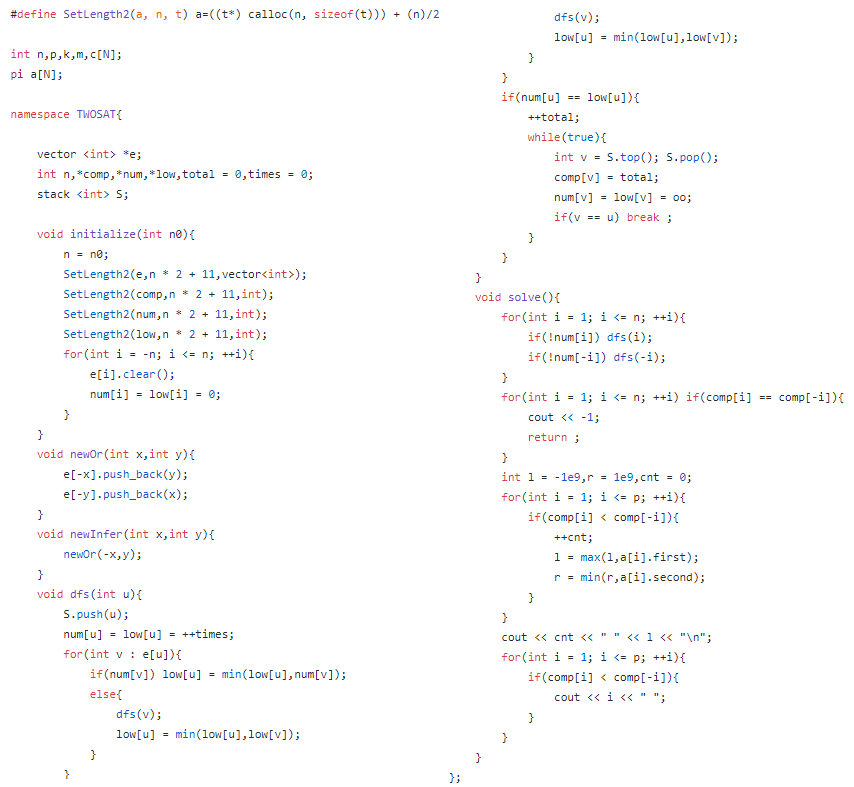 #define SetLength2(a, n, t) a=((t*) calloc(n, sizeof(t))) + (n)/2

int n,p,k,m,c[N];
pi a[N];

namespace TWOSAT{

    vector <int> *e;
    int n,*comp,*num,*low,total = 0,times = 0;
    stack <int> S;

    void initialize(int n0){
        n = n0;
        SetLength2(e,n * 2 + 11,vector<int>);
        SetLength2(comp,n * 2 + 11,int);
        SetLength2(num,n * 2 + 11,int);
        SetLength2(low,n * 2 + 11,int);
        for(int i = -n; i <= n; ++i){
            e[i].clear();
            num[i] = low[i] = 0;
        }
    }
    void newOr(int x,int y){
        e[-x].push_back(y);
        e[-y].push_back(x);
    }
    void newInfer(int x,int y){
        newOr(-x,y);
    }
    void dfs(int u){
        S.push(u);
        num[u] = low[u] = ++times;
        for(int v : e[u]){
            if(num[v]) low[u] = min(low[u],num[v]);
            else{
                dfs(v);
                low[u] = min(low[u],low[v]);
            }
        }
                dfs(v);
                low[u] = min(low[u],low[v]);
            }
        }
        if(num[u] == low[u]){
            ++total;
            while(true){
                int v = S.top(); S.pop();
                comp[v] = total;
                num[v] = low[v] = oo;
                if(v == u) break ;
            }
        }
    }
    void solve(){
        for(int i = 1; i <= n; ++i){
            if(!num[i]) dfs(i);
            if(!num[-i]) dfs(-i);
        }
        for(int i = 1; i <= n; ++i) if(comp[i] == comp[-i]){
            cout << -1;
            return ;
        }
        int l = -1e9,r = 1e9,cnt = 0;
        for(int i = 1; i <= p; ++i){
            if(comp[i] < comp[-i]){
                ++cnt;
                l = max(l,a[i].first);
                r = min(r,a[i].second);
            }
        }
        cout << cnt << " " << l << "\n";
        for(int i = 1; i <= p; ++i){
            if(comp[i] < comp[-i]){
                cout << i << " ";
            }
        }
    }
};